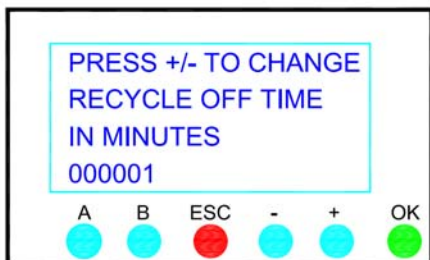 PRESS +/- TO CHANGE
RECYCLE OFF TIME
IN MINUTES
000001
A B ESC - + OK